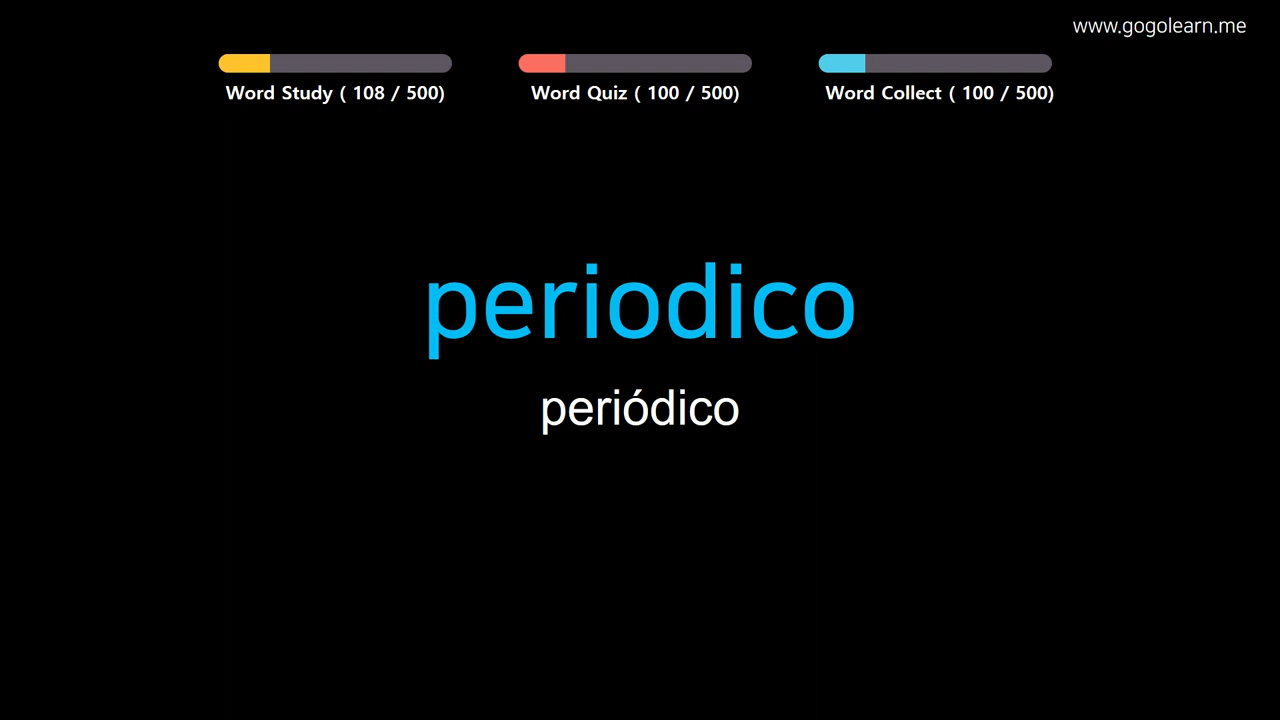 www.gogolearn.me
Word Study ( 108 / 500)
Word Quiz ( 100 / 500)
Word Collect ( 100 / 500)
periodico
periódico